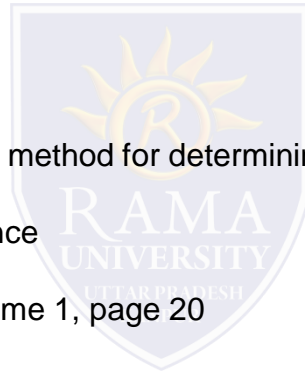 method for determinin
nce
me 1, page 20
RAMA
UNIVERSITY
UTTAR PRADESH